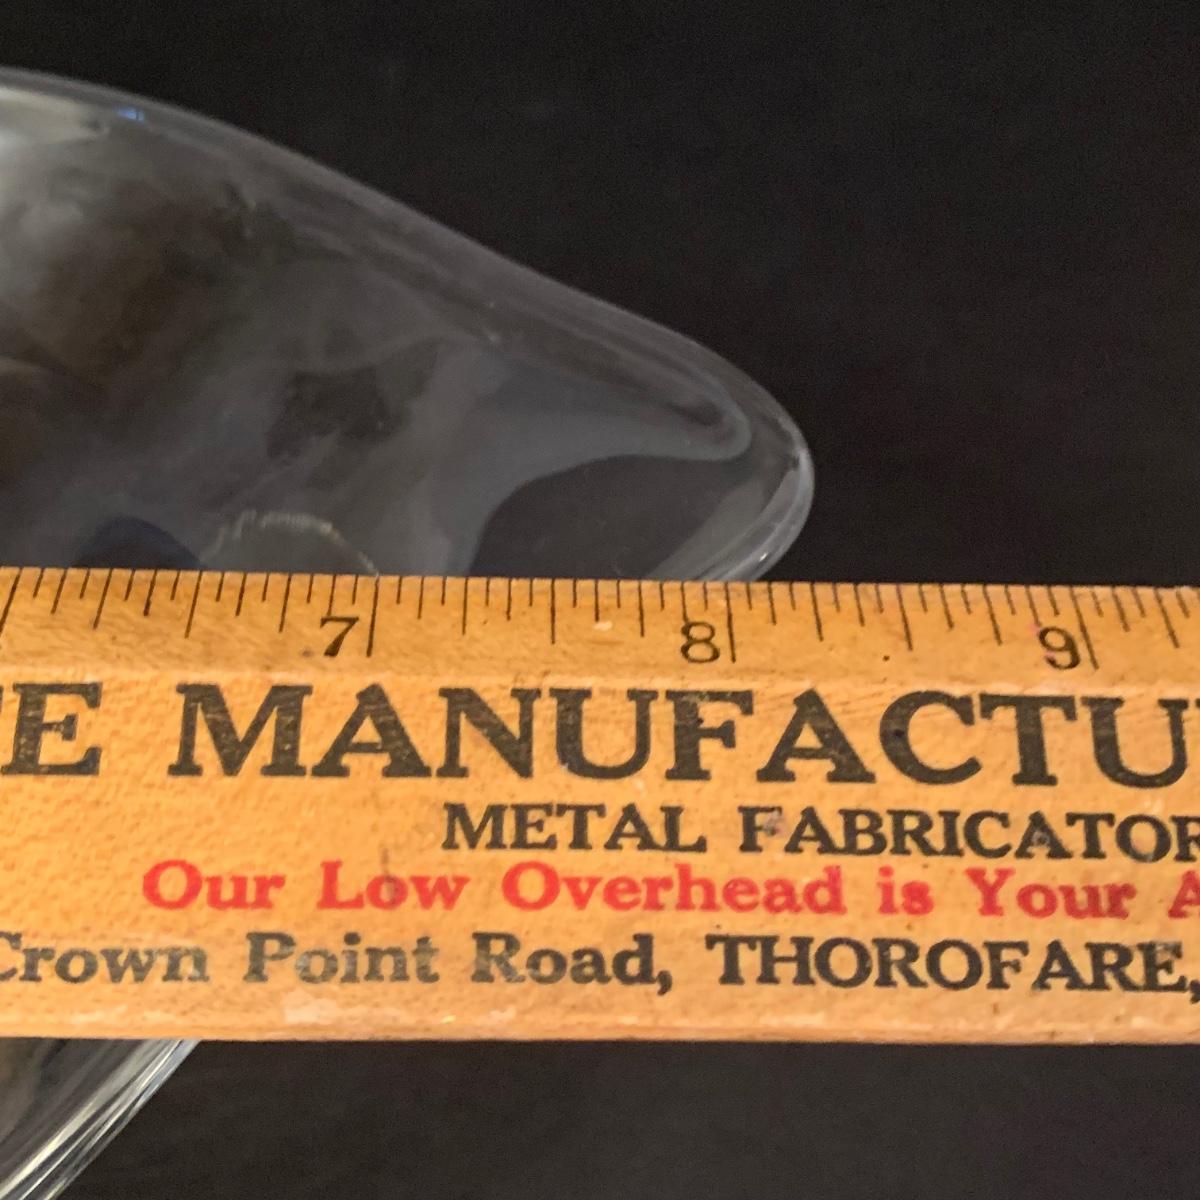 7 8 9
E MANUFACTU
METAL FABRICATOR
Our Low Overhead is Your A
Crown Point Road, THOROFARE,